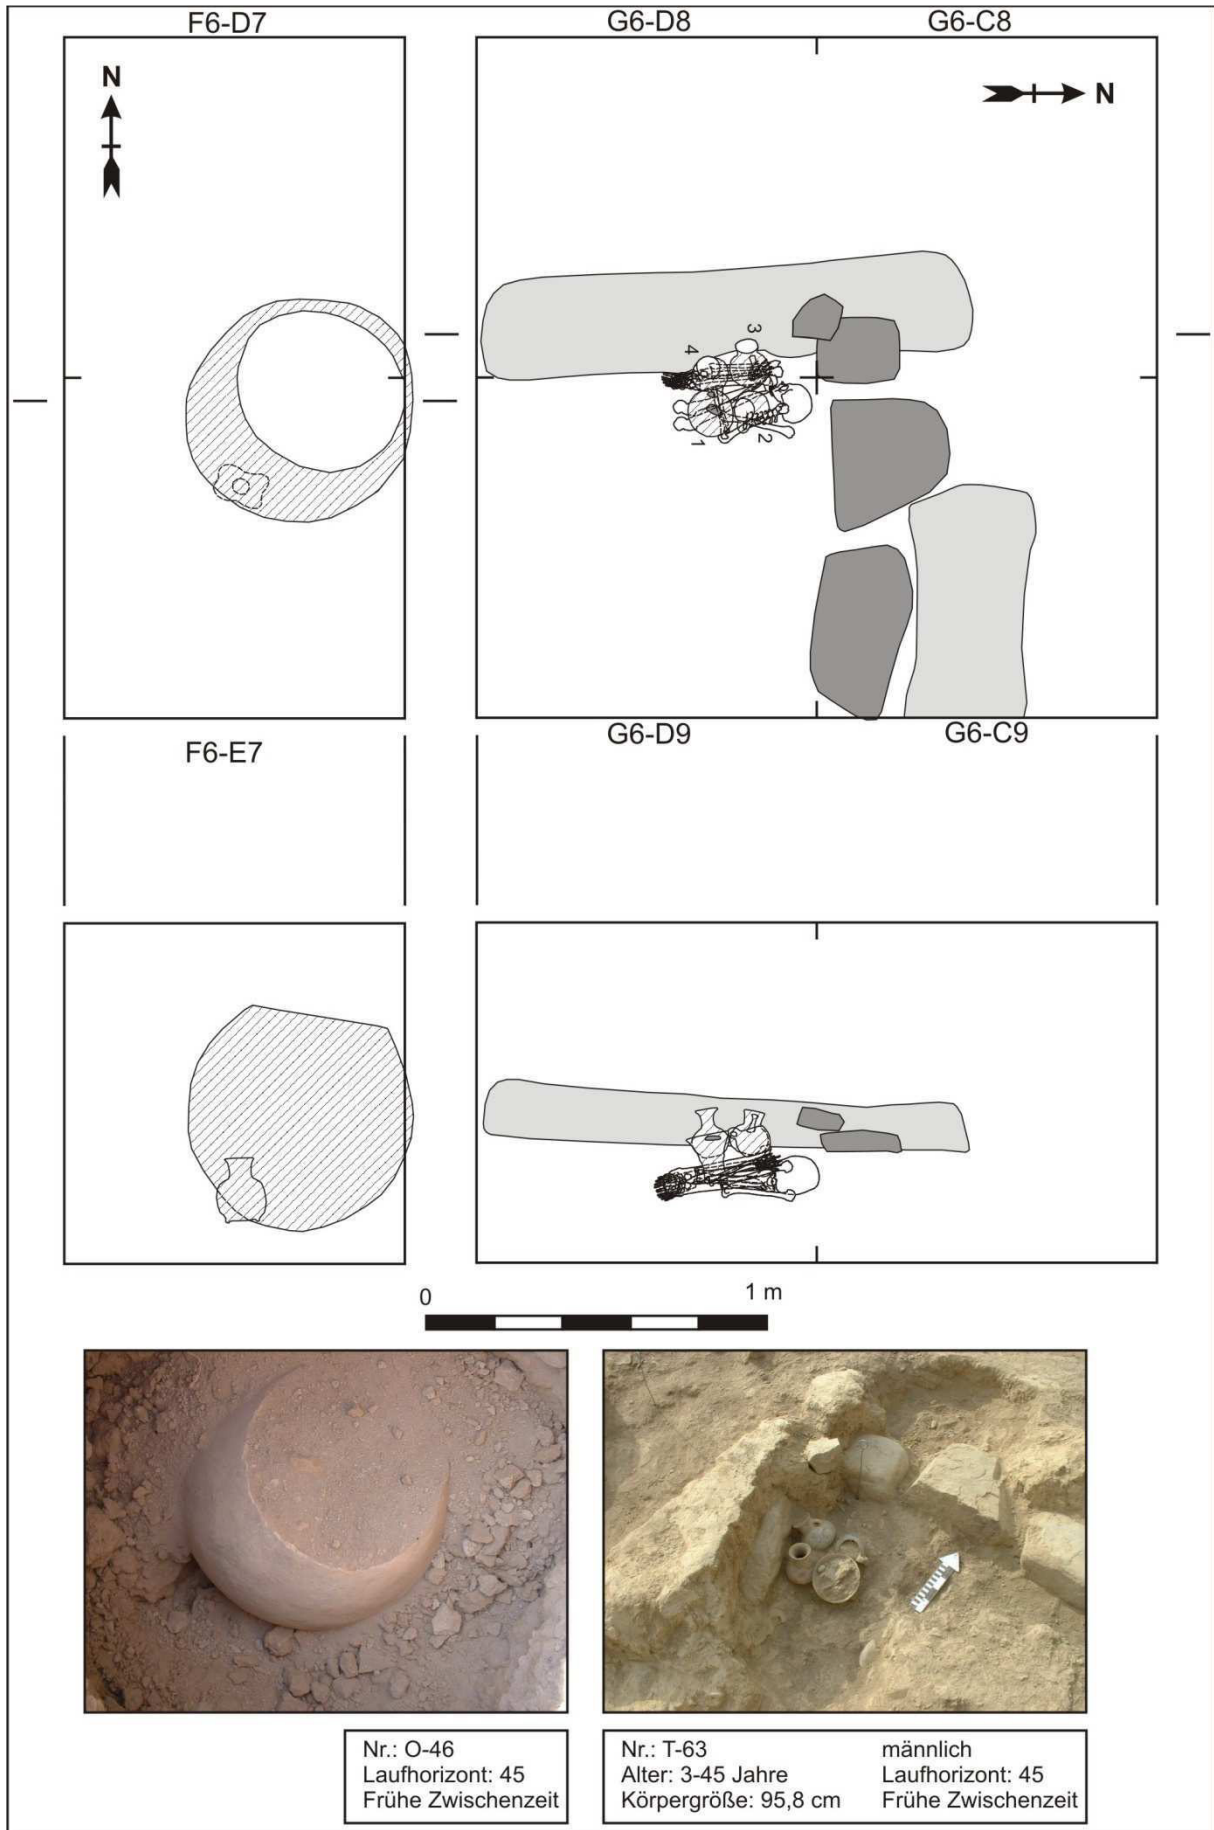 F6-D7
G6-D8
G6-C8
N
N
3
4
1
2
F6-E7
G6-D9
G6-C9
0
1 m
Nr.: O-46
Laufhorizont: 45
Frühe Zwischenzeit
Nr.: T-63 männlich
Alter: 3-45 Jahre Laufhorizont: 45
Körpergröße: 95,8 cm Frühe Zwischenzeit